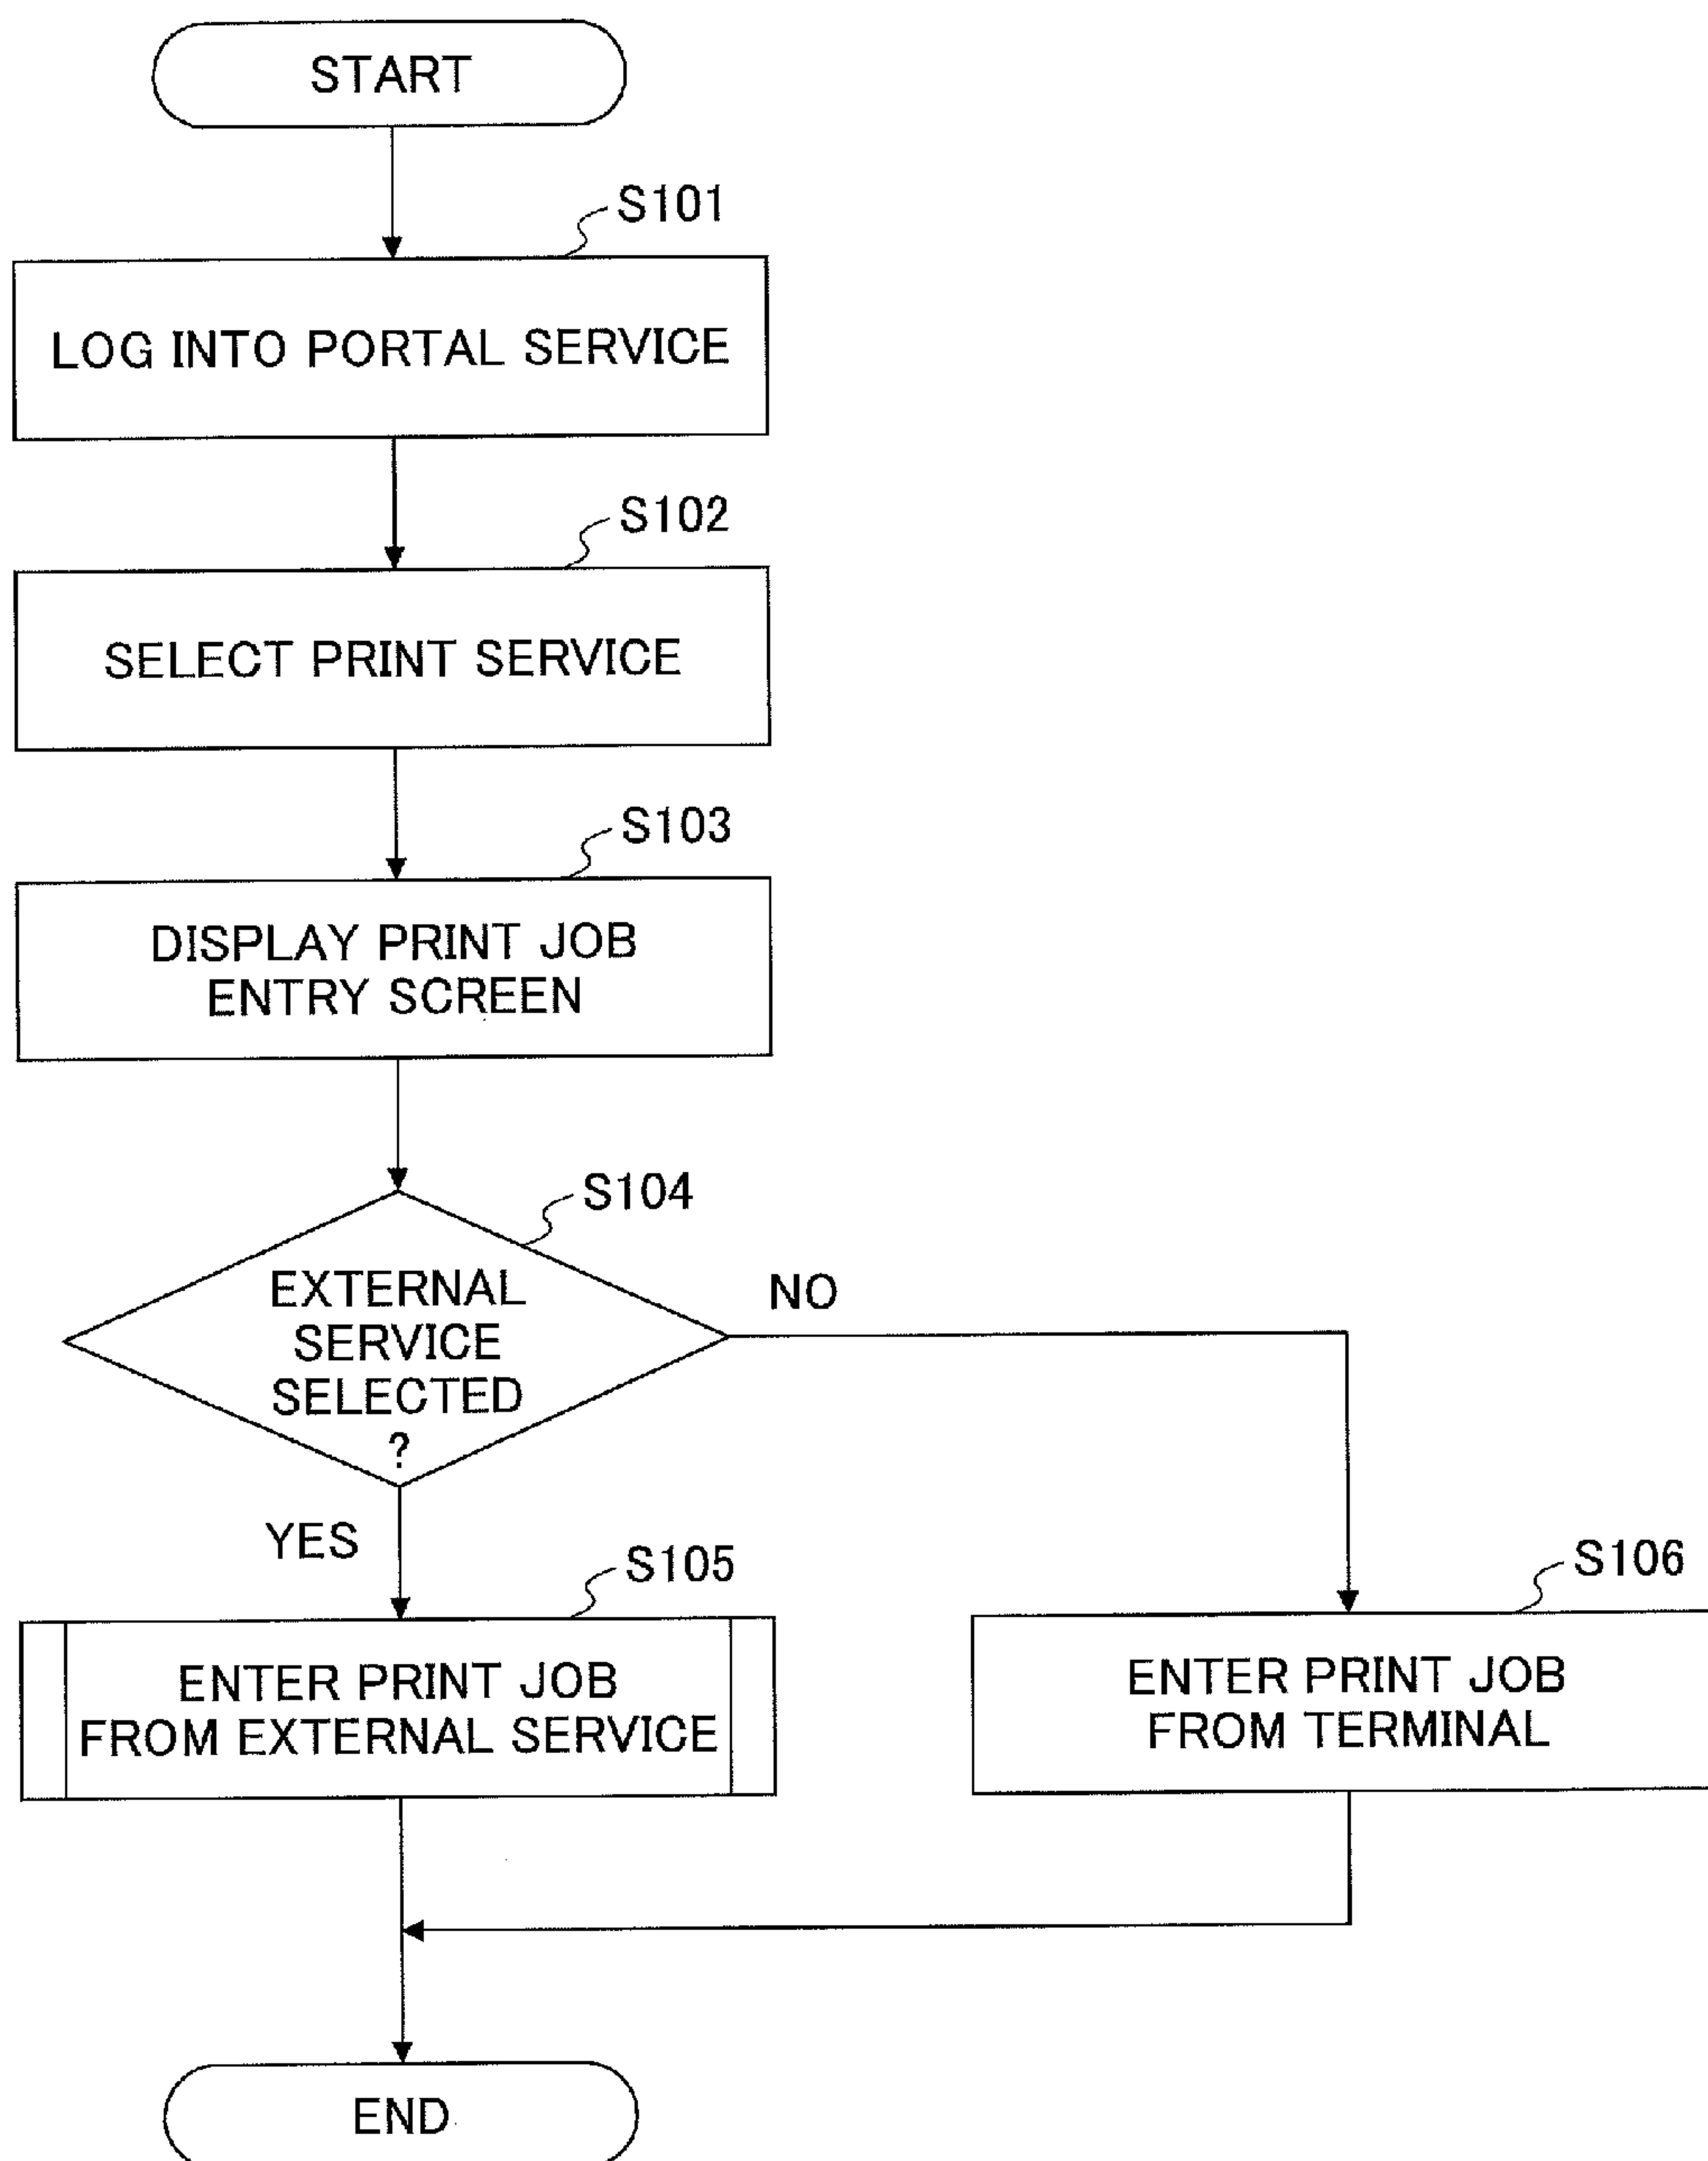 START
S101
LOG INTO PORTAL SERVICE
S102
SELECT PRINT SERVICE
S103
DISPLAY PRINT JOB
ENTRY SCREEN
S104
EXTERNAL
SERVICE
SELECTED
?
NO
YES
S105
ENTER PRINT JOB
FROM EXTERNAL SERVICE
S106
ENTER PRINT JOB
FROM TERMINAL
END